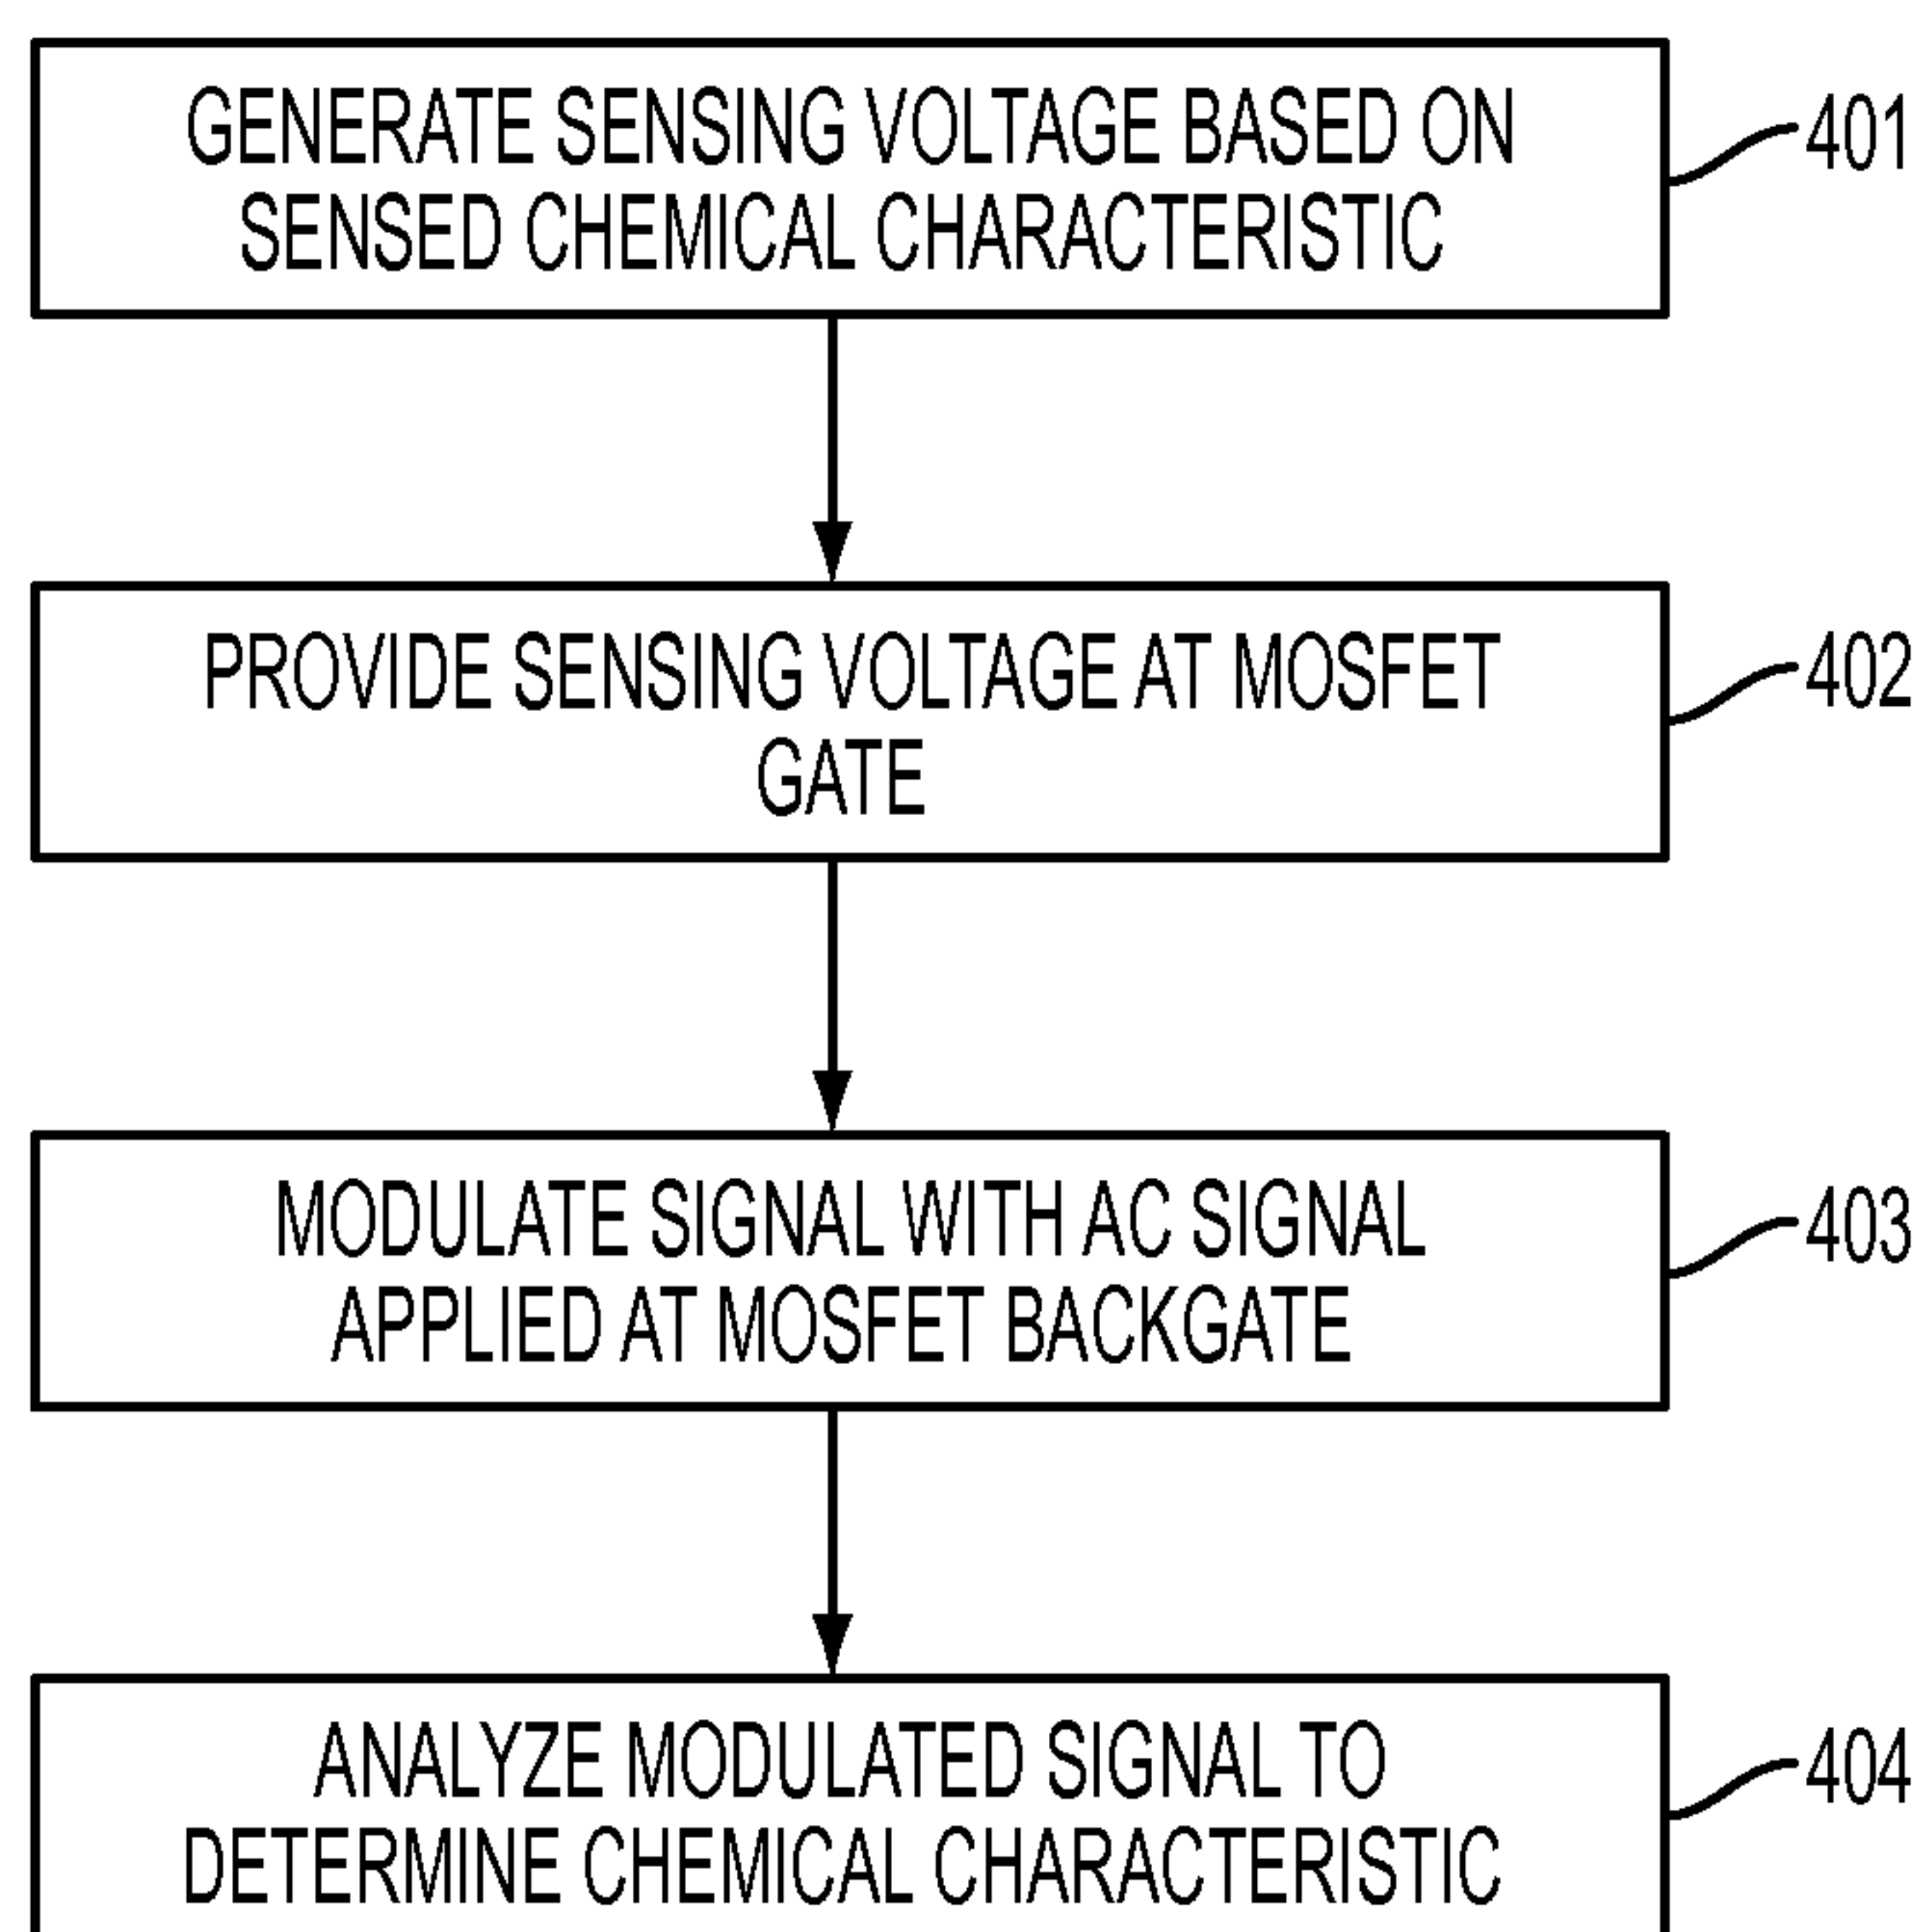 GENERATE SENSING VOLTAGE BASED ON
SENSED CHEMICAL CHARACTERISTIC
401
PROVIDE SENSING VOLTAGE AT MOSFET
GATE
402
MODULATE SIGNAL WITH AC SIGNAL
APPLIED AT MOSFET BACKGATE
403
ANALYZE MODULATED SIGNAL TO
DETERMINE CHEMICAL CHARACTERISTIC
404